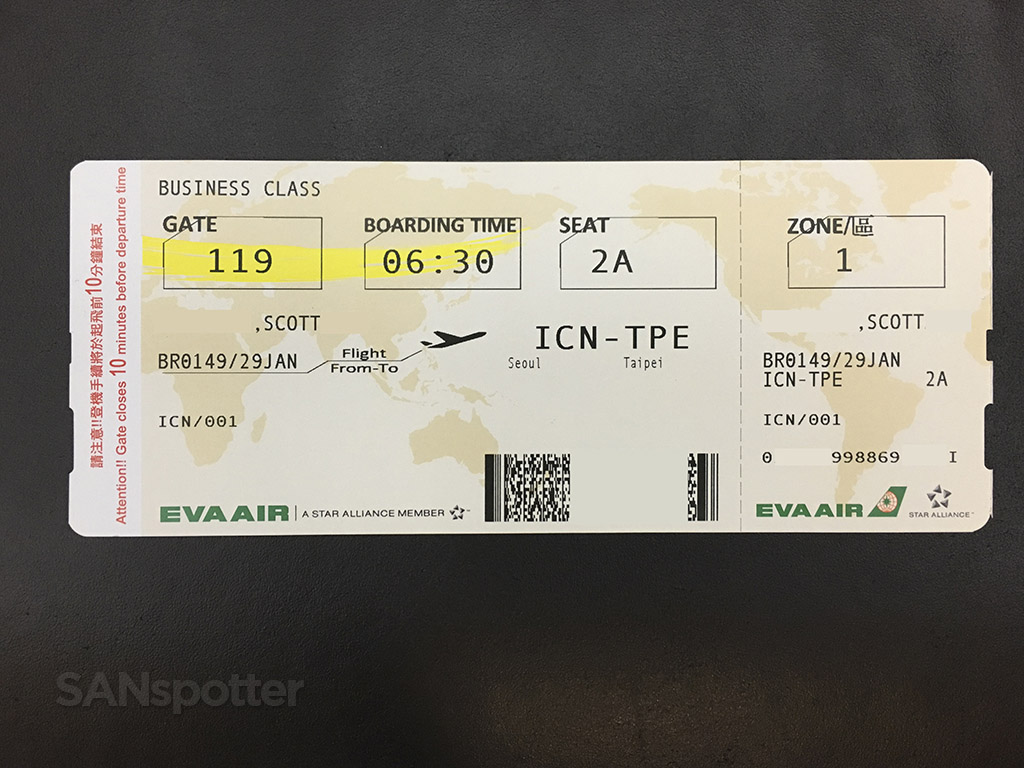 請注意!!登機手續將於起飛前10分鐘結束
Attention!! Gate closes 10 minutes before departure time
BUSINESS CLASS
GATE
119
BOARDING TIME
06:30
SEAT
2A
,SCOTT
BR0149/29JAN
Flight
From-To
ICN-TPE
Seoul Taipei
ICN/001
EVA AIR A STAR ALLIANCE MEMBER
ZONE/區
1
,SCOTT
BR0149/29JAN
ICN-TPE 2A
ICN/001
0 998869 I
EVA AIR STAR ALLIANCE
SANspotter